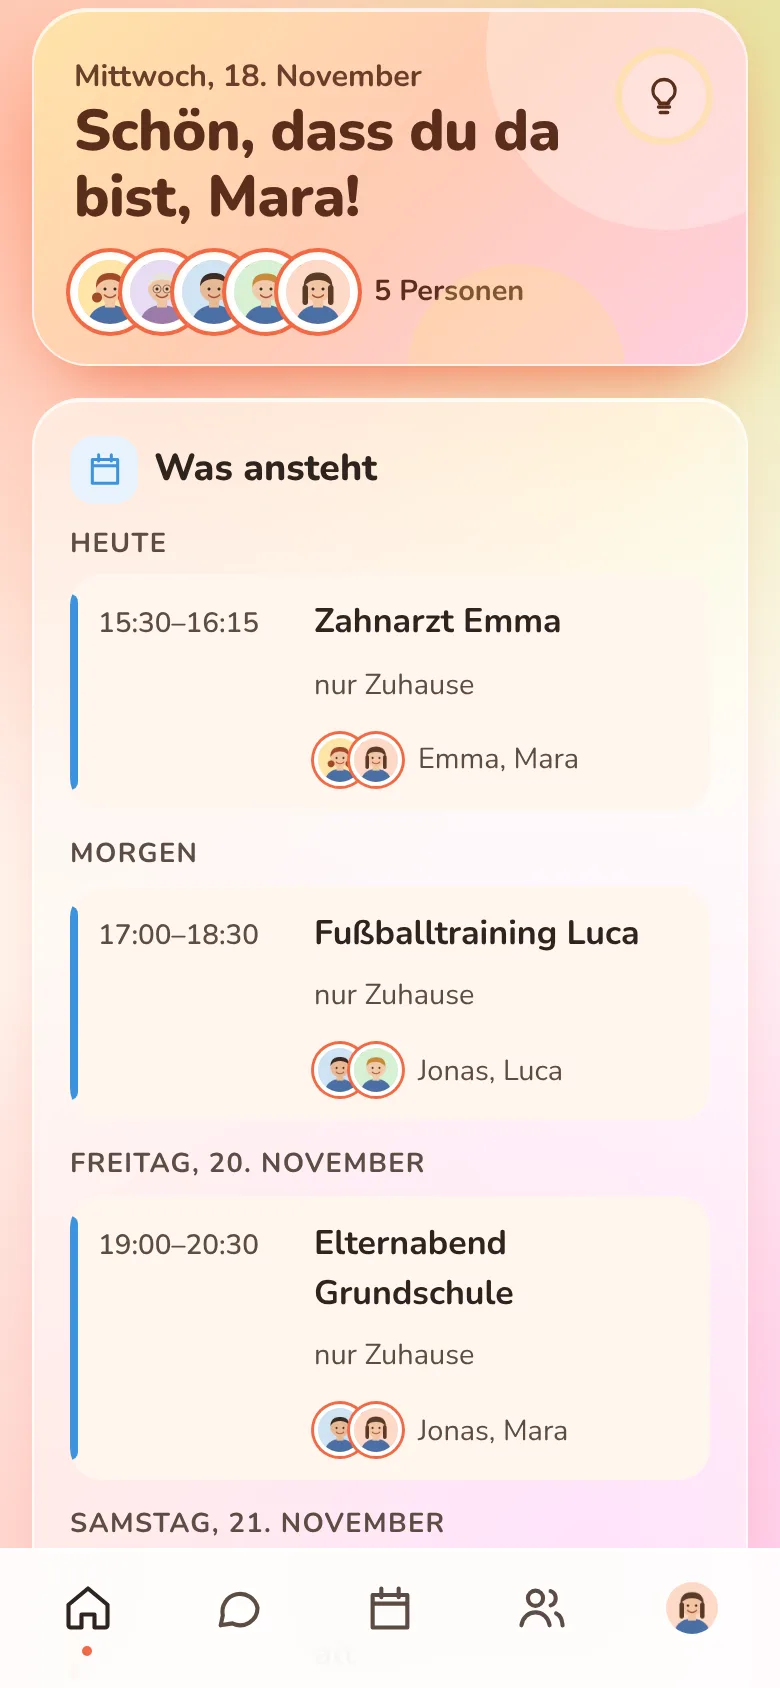 Mittwoch, 18. November
Schön, dass du da
bist, Mara!
5 Personen
Was ansteht
HEUTE
15:30–16:15
Zahnarzt Emma
nur Zuhause
Emma, Mara
MORGEN
17:00–18:30
Fußballtraining Luca
nur Zuhause
Jonas, Luca
FREITAG, 20. NOVEMBER
19:00–20:30
Elternabend
Grundschule
nur Zuhause
Jonas, Mara
SAMSTAG, 21. NOVEMBER